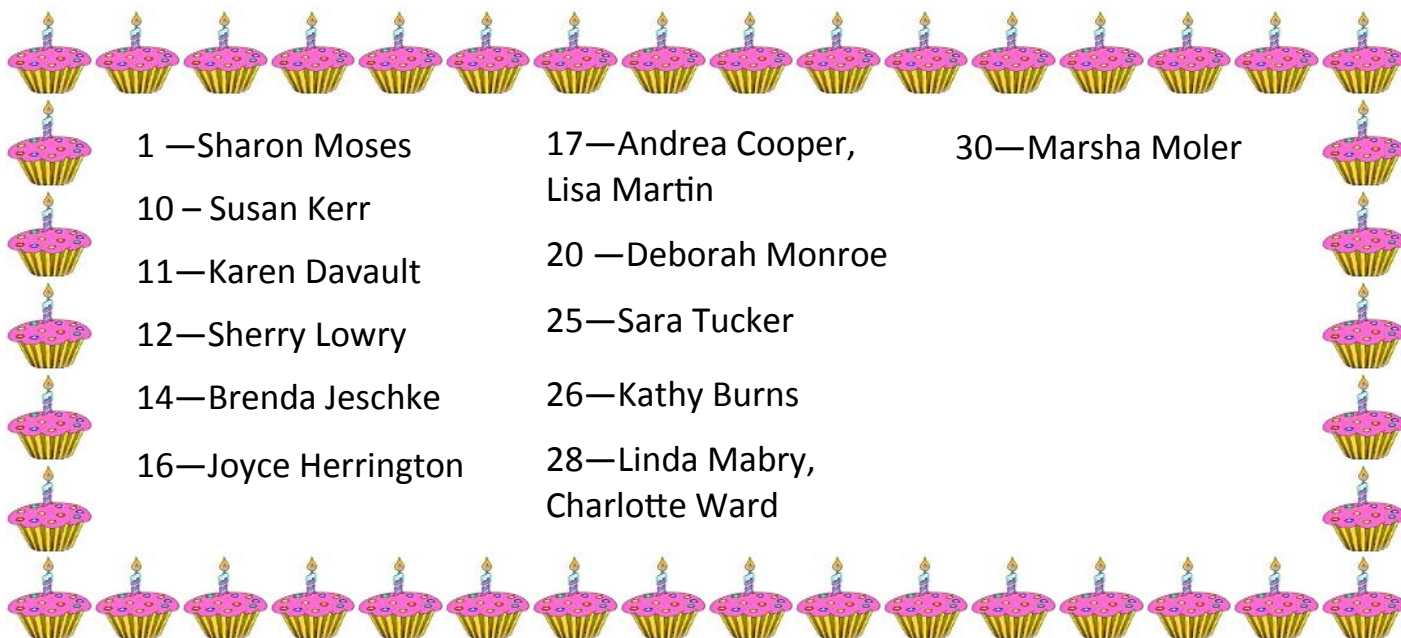 1 —Sharon Moses
10 – Susan Kerr
11—Karen Davault
12—Sherry Lowry
14—Brenda Jeschke
16—Joyce Herrington
17—Andrea Cooper,
Lisa Martin
20 —Deborah Monroe
25—Sara Tucker
26—Kathy Burns
28—Linda Mabry,
Charlotte Ward
30—Marsha Moler